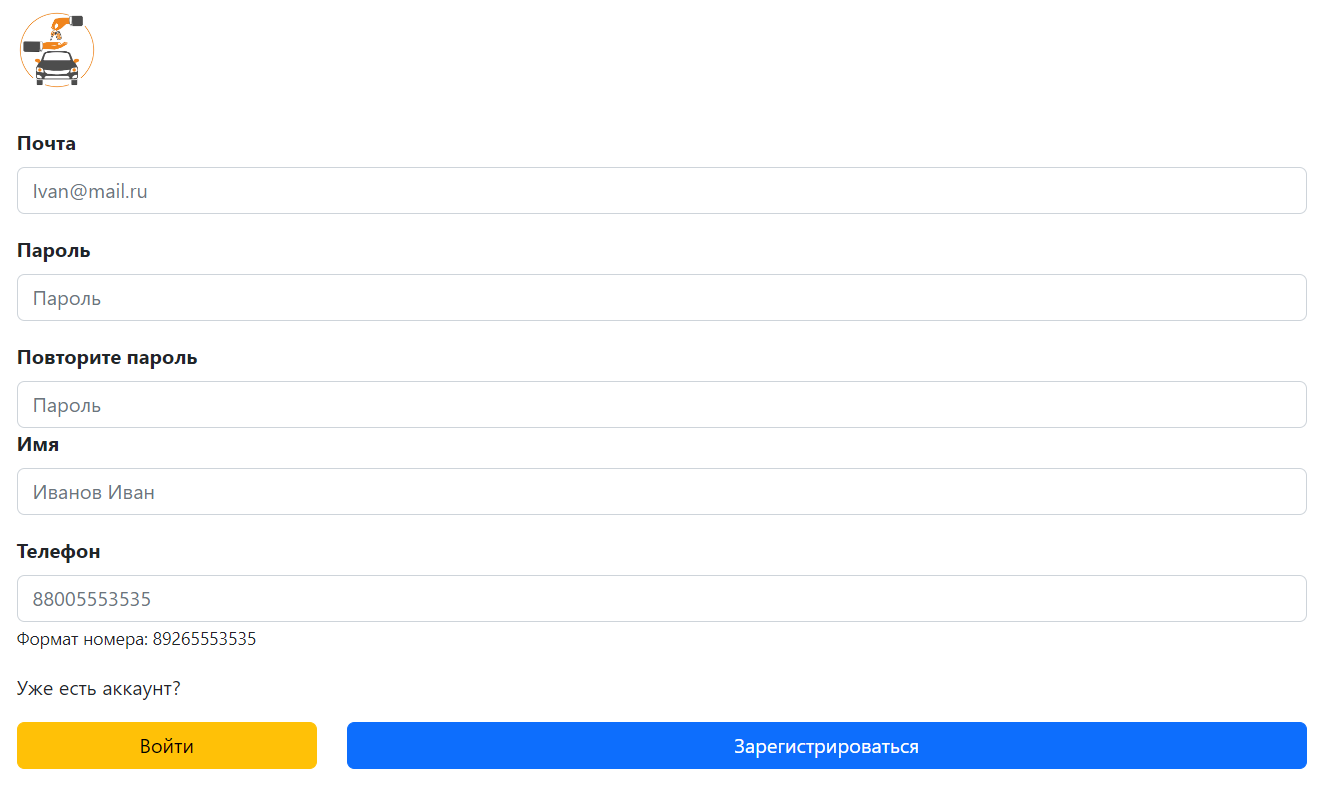 Почта
Ivan@mail.ru
Пароль
Пароль
Повторите пароль
Пароль
Имя
Иванов Иван
Телефон
88005553535
Формат номера: 89265553535
Уже есть аккаунт?
Войти
Зарегистрироваться